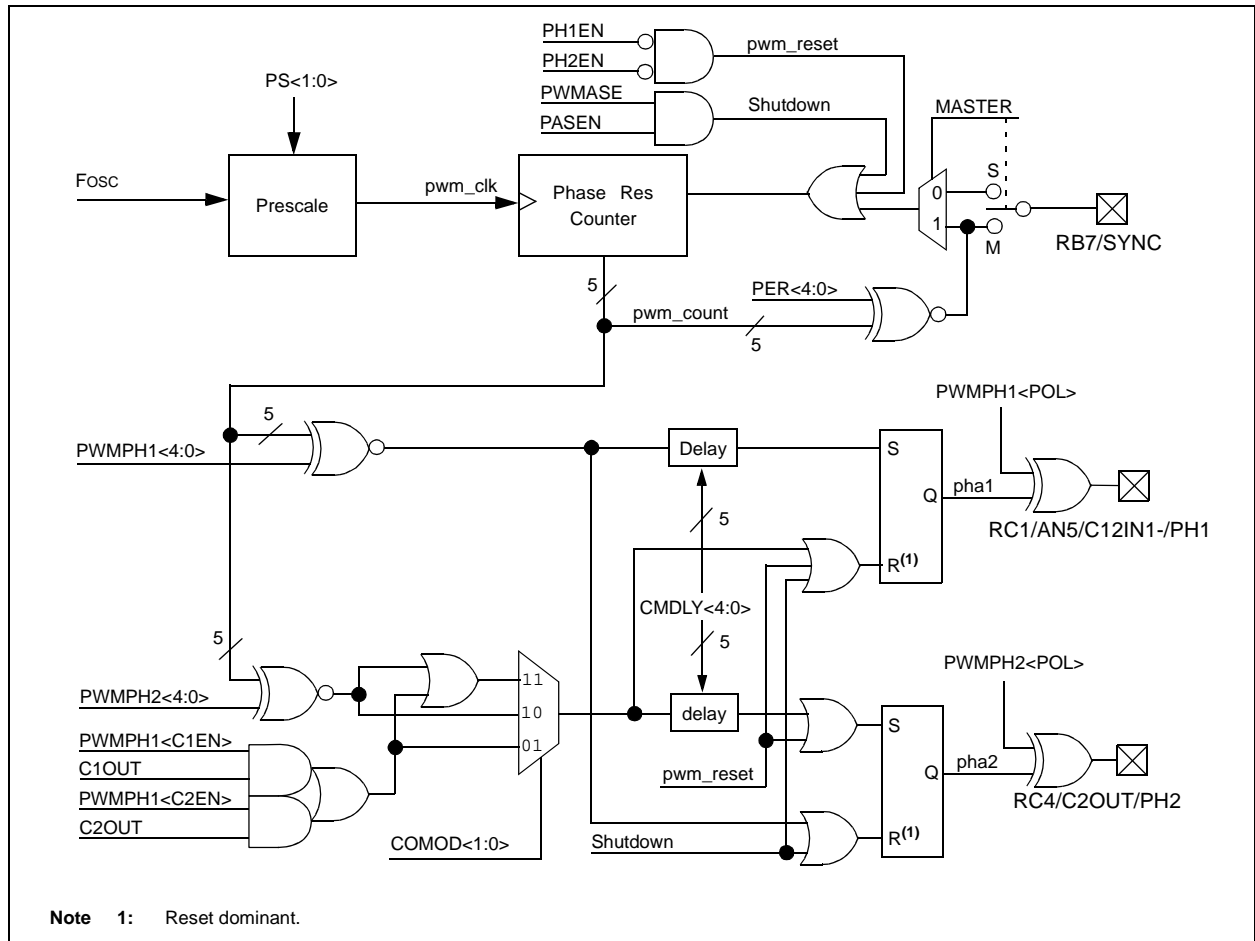 PH1EN
pwm_reset
PH2EN
PS<1:0>
PWMASE
Shutdown
MASTER
PASEN
FOSC
Prescale
pwm_clk
Phase Res
Counter
0
S
1
M
RB7/SYNC
5
PER<4:0>
pwm_count
5
PWMPH1<POL>
5
PWMPH1<4:0>
Delay
S
Q
pha1
5
RC1/AN5/C12IN1-/PH1
R(1)
CMDLY<4:0>
5
5
PWMPH2<POL>
PWMPH2<4:0>
11
10
01
delay
S
PWMPH1<C1EN>
C1OUT
pwm_reset
Q
pha2
PWMPH1<C2EN>
RC4/C2OUT/PH2
C2OUT
COMOD<1:0>
Shutdown
R(1)
Note 1: Reset dominant.